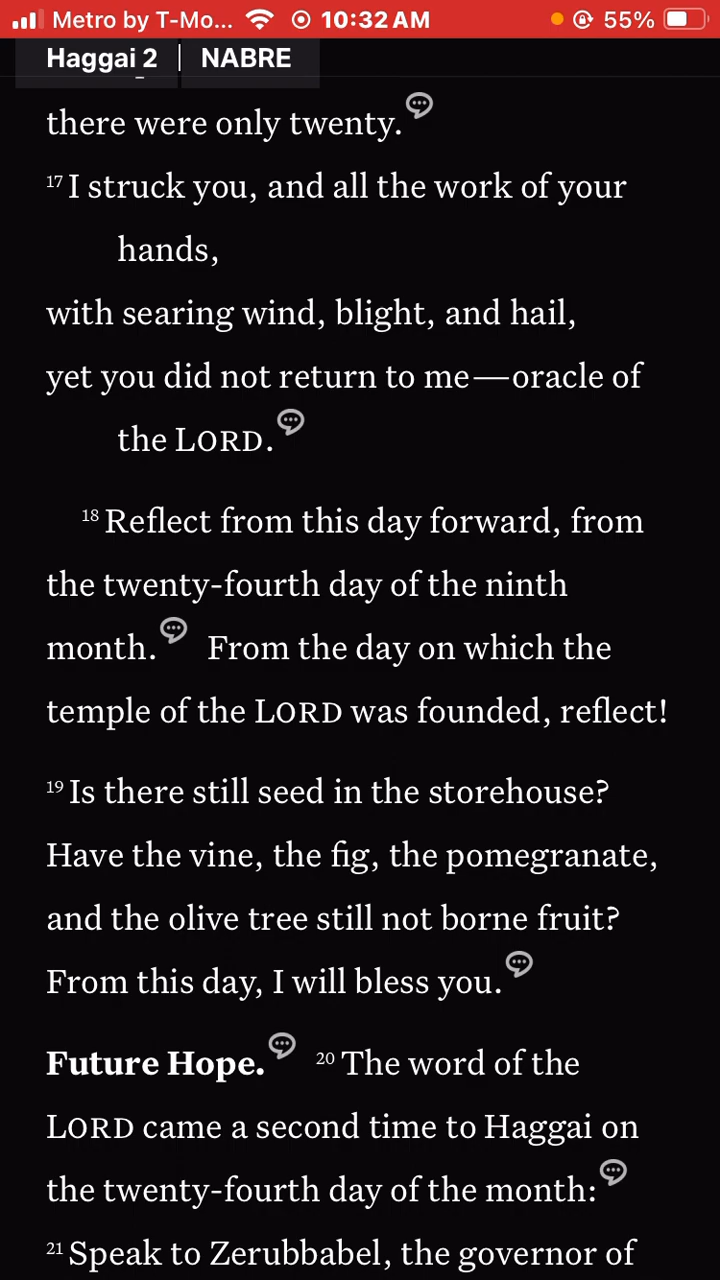 Metro by T-Mo... 10:32 AM 55%
Haggai 2 | NABRE
there were only twenty.
17 I struck you, and all the work of your
hands,
with searing wind, blight, and hail,
yet you did not return to me—oracle of
the LORD.
18 Reflect from this day forward, from
the twenty-fourth day of the ninth
month. From the day on which the
temple of the LORD was founded, reflect!
19 Is there still seed in the storehouse?
Have the vine, the fig, the pomegranate,
and the olive tree still not borne fruit?
From this day, I will bless you.
Future Hope. 20 The word of the
LORD came a second time to Haggai on
the twenty-fourth day of the month:
21 Speak to Zerubbabel, the governor of